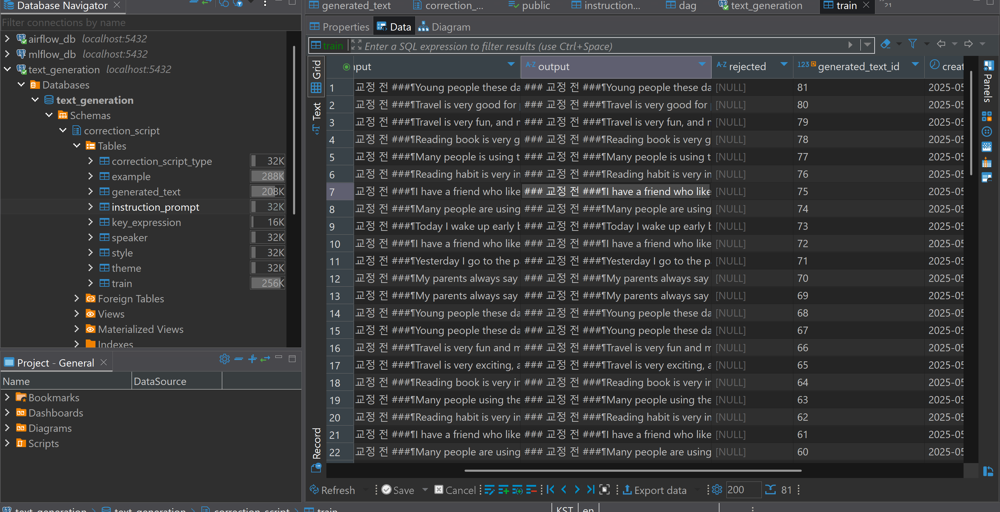 Database Navigator
Filter connections by name
airflow_db localhost:5432
mlflow_db localhost:5432
text_generation localhost:5432
Databases
text_generation
Schemas
correction_script
Tables
correction_script_type 32K
example 288K
generated_text 208K
instruction_prompt 32K
key_expression 16K
speaker 32K
style 32K
theme 32K
train 256K
Foreign Tables
Views
Materialized Views
Indexes
Project - General
Name DataSource
Bookmarks
Dashboards
Diagrams
Scripts
generated_text correction_... public instruction... dag text_generation train 21
Properties Data Diagram
train Enter a SQL expression to filter results (use Ctrl+Space)
Grid
Text
Record
Panels
nput A-Z output A-Z rejected 123 generated_text_id creat
1 교정 전 ###¶Young people these da ### 교정 전 ###¶Young people these da [NULL] 81 2025-05
2 교정 전 ###¶Travel is very good for ### 교정 전 ###¶Travel is very good for [NULL] 80 2025-05
3 교정 전 ###¶Travel is very fun, and m ### 교정 전 ###¶Travel is very fun, and m [NULL] 79 2025-05
4 교정 전 ###¶Reading book is very g ### 교정 전 ###¶Reading book is very g [NULL] 78 2025-05
5 교정 전 ###¶Many people is using t ### 교정 전 ###¶Many people is using t [NULL] 77 2025-05
6 교정 전 ###¶Reading habit is very in ### 교정 전 ###¶Reading habit is very in [NULL] 76 2025-05
7 교정 전 ###¶I have a friend who like ### 교정 전 ###¶I have a friend who like [NULL] 75 2025-05
8 교정 전 ###¶Many people are using ### 교정 전 ###¶Many people are using [NULL] 74 2025-05
9 교정 전 ###¶Today I wake up early b ### 교정 전 ###¶Today I wake up early b [NULL] 73 2025-05
10 교정 전 ###¶I have a friend who like ### 교정 전 ###¶I have a friend who like [NULL] 72 2025-05
11 교정 전 ###¶Yesterday I go to the p ### 교정 전 ###¶Yesterday I go to the p [NULL] 71 2025-05
12 교정 전 ###¶My parents always say ### 교정 전 ###¶My parents always say [NULL] 70 2025-05
13 교정 전 ###¶My parents always say ### 교정 전 ###¶My parents always say [NULL] 69 2025-05
14 교정 전 ###¶Young people these da ### 교정 전 ###¶Young people these da [NULL] 68 2025-05
15 교정 전 ###¶Young people these da ### 교정 전 ###¶Young people these da [NULL] 67 2025-05
16 교정 전 ###¶Travel is very fun and m ### 교정 전 ###¶Travel is very fun and m [NULL] 66 2025-05
17 교정 전 ###¶Travel is very exciting, a ### 교정 전 ###¶Travel is very exciting, a [NULL] 65 2025-05
18 교정 전 ###¶Reading book is very ir ### 교정 전 ###¶Reading book is very ir [NULL] 64 2025-05
19 교정 전 ###¶Many people using the ### 교정 전 ###¶Many people using the [NULL] 63 2025-05
20 교정 전 ###¶Reading habit is very in ### 교정 전 ###¶Reading habit is very in [NULL] 62 2025-05
21 교정 전 ###¶I have a friend who like ### 교정 전 ###¶I have a friend who like [NULL] 61 2025-05
22 교정 전 ###¶Many people are using ### 교정 전 ###¶Many people are using [NULL] 60 2025-05
Refresh Save Cancel Export data 200 81
text_generation text_generation correction_script train KST en